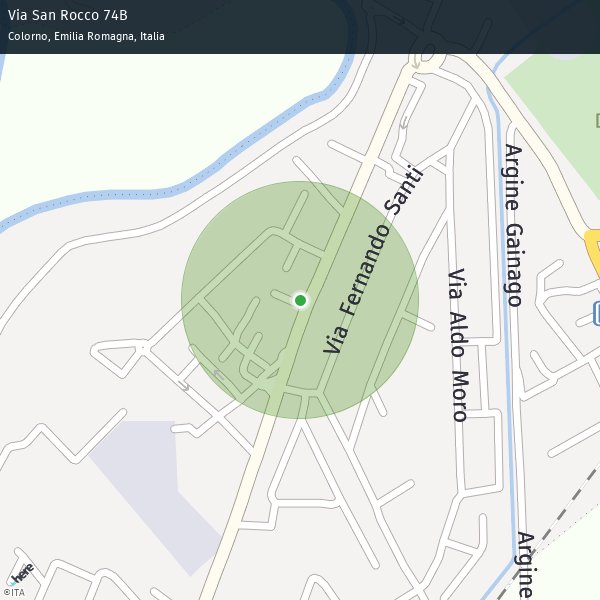 Via San Rocco 74B
Colorno, Emilia Romagna, Italia
Via Fernando Santi
Argine Gainago
Via Aldo Moro
Argine
here
©ITA